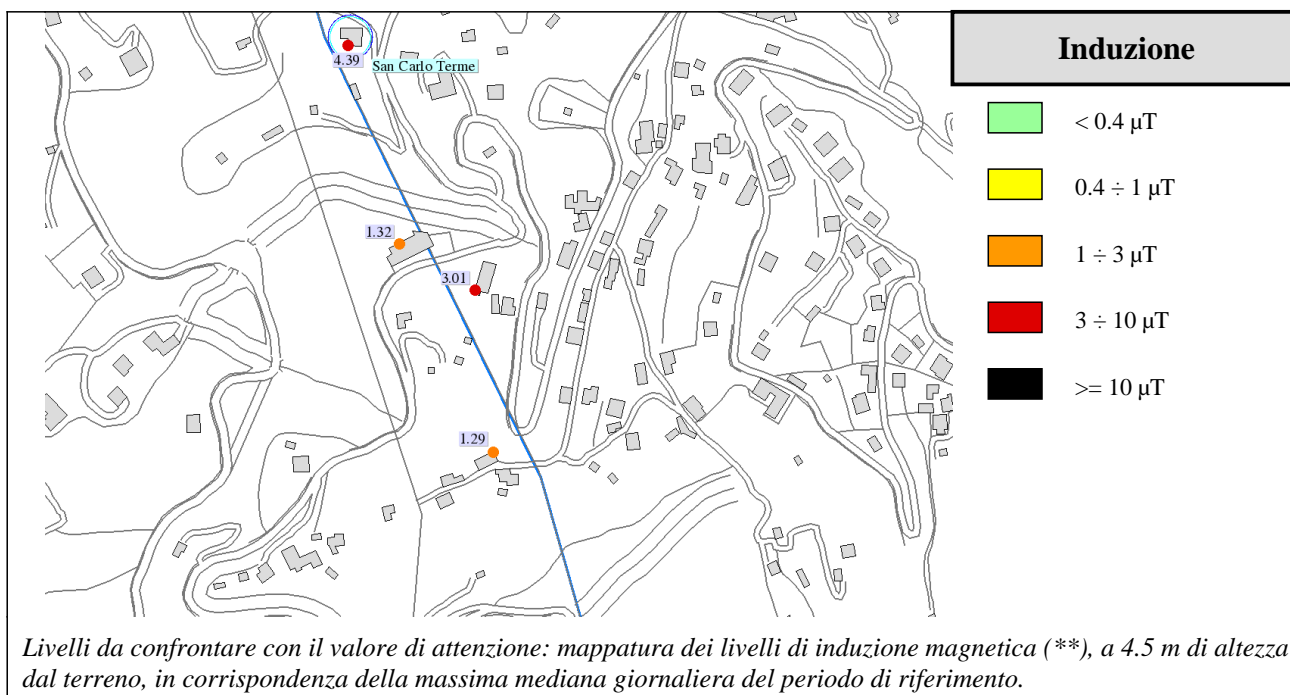 4.39
San Carlo Terme
1.32
3.01
1.29
Induzione
< 0.4 µT
0.4 ÷ 1 µT
1 ÷ 3 µT
3 ÷ 10 µT
>= 10 µT
Livelli da confrontare con il valore di attenzione: mappatura dei livelli di induzione magnetica (**), a 4.5 m di altezza
dal terreno, in corrispondenza della massima mediana giornaliera del periodo di riferimento.